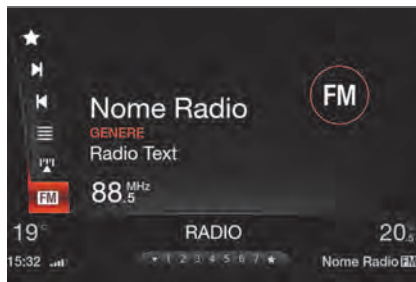 Nome Radio
FM
GENERE
Radio Text
88.5 MHz
FM
19°
RADIO
20.5
15:32
1 2 3 4 5 6 7
Nome Radio FM